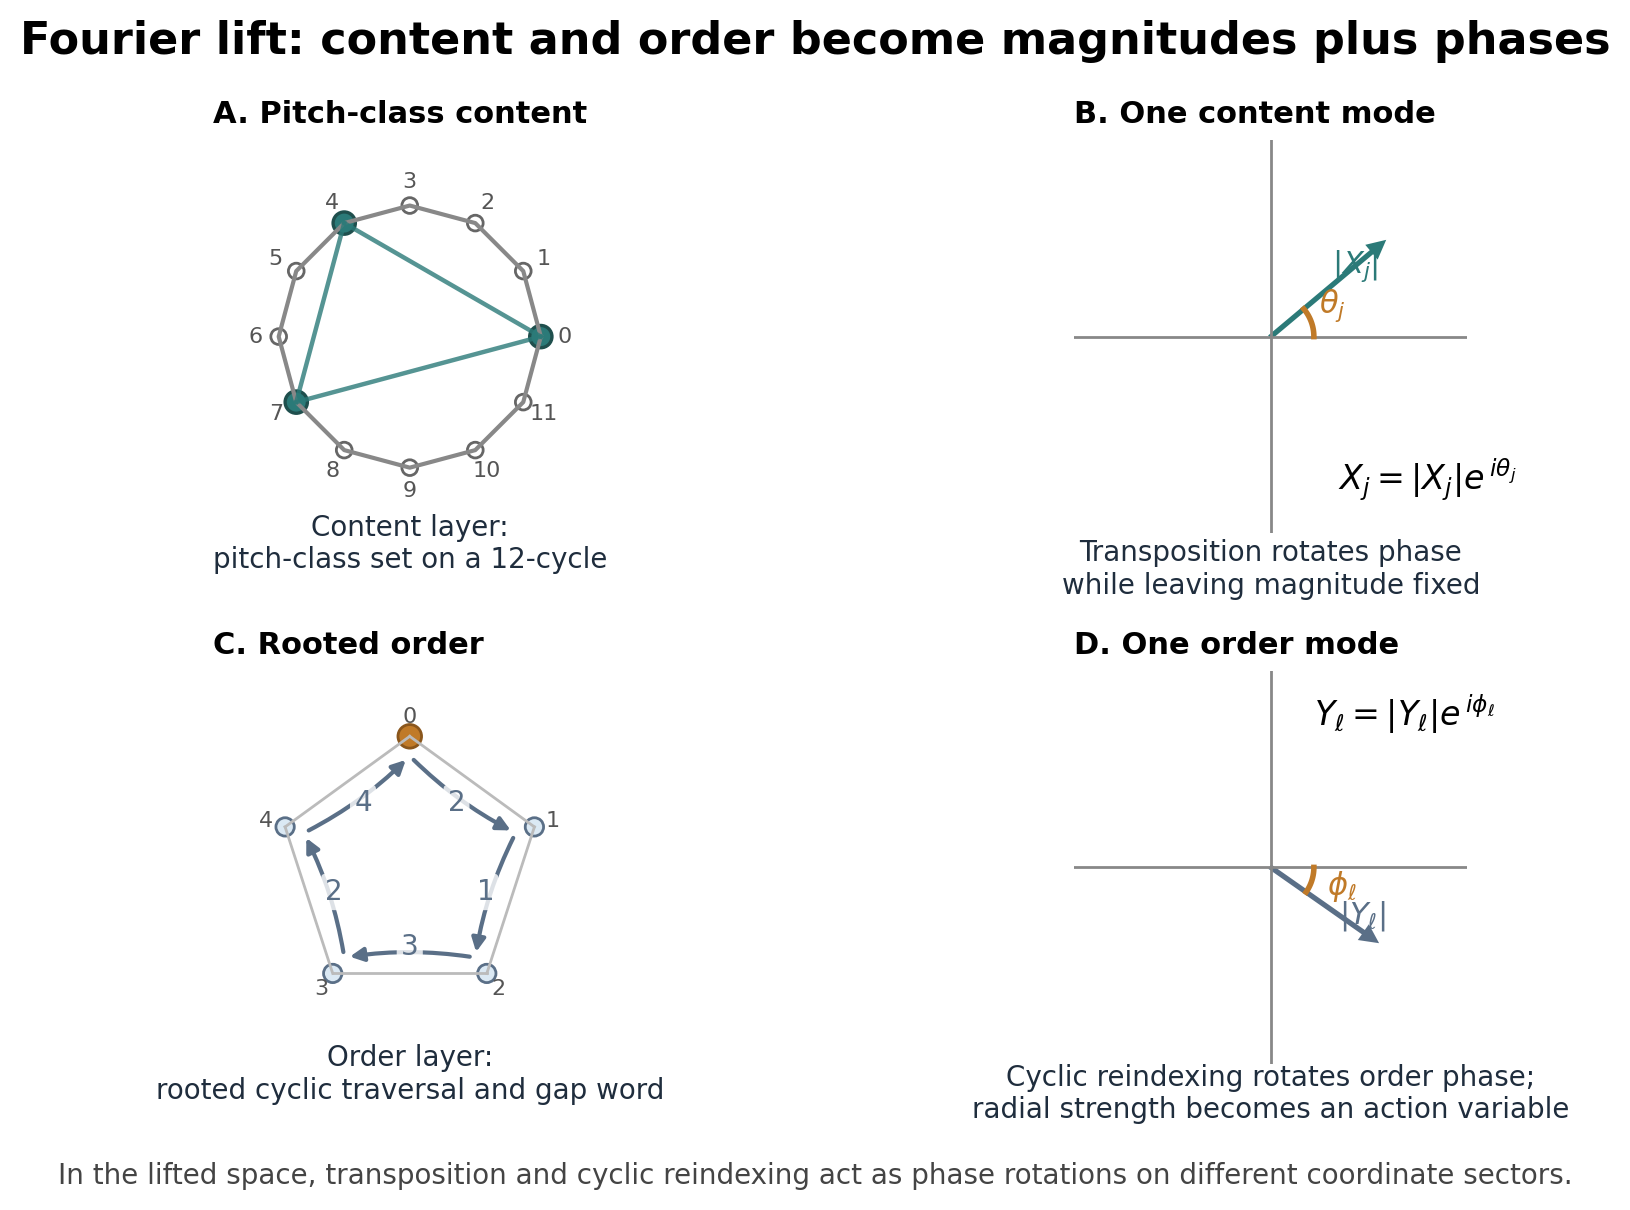 Fourier lift: content and order become magnitudes plus phases
A. Pitch-class content
3
4
2
5
1
6
0
7
11
8
10
9
Content layer:
pitch-class set on a 12-cycle
B. One content mode
|X_j|
θ_j
X_j = |X_j|e^{iθ_j}
Transposition rotates phase
while leaving magnitude fixed
C. Rooted order
0
4
2
4
1
2
1
3
3
2
Order layer:
rooted cyclic traversal and gap word
D. One order mode
Y_ℓ = |Y_ℓ|e^{iϕ_ℓ}
ϕ_ℓ
|Y_ℓ|
Cyclic reindexing rotates order phase;
radial strength becomes an action variable
In the lifted space, transposition and cyclic reindexing act as phase rotations on different coordinate sectors.